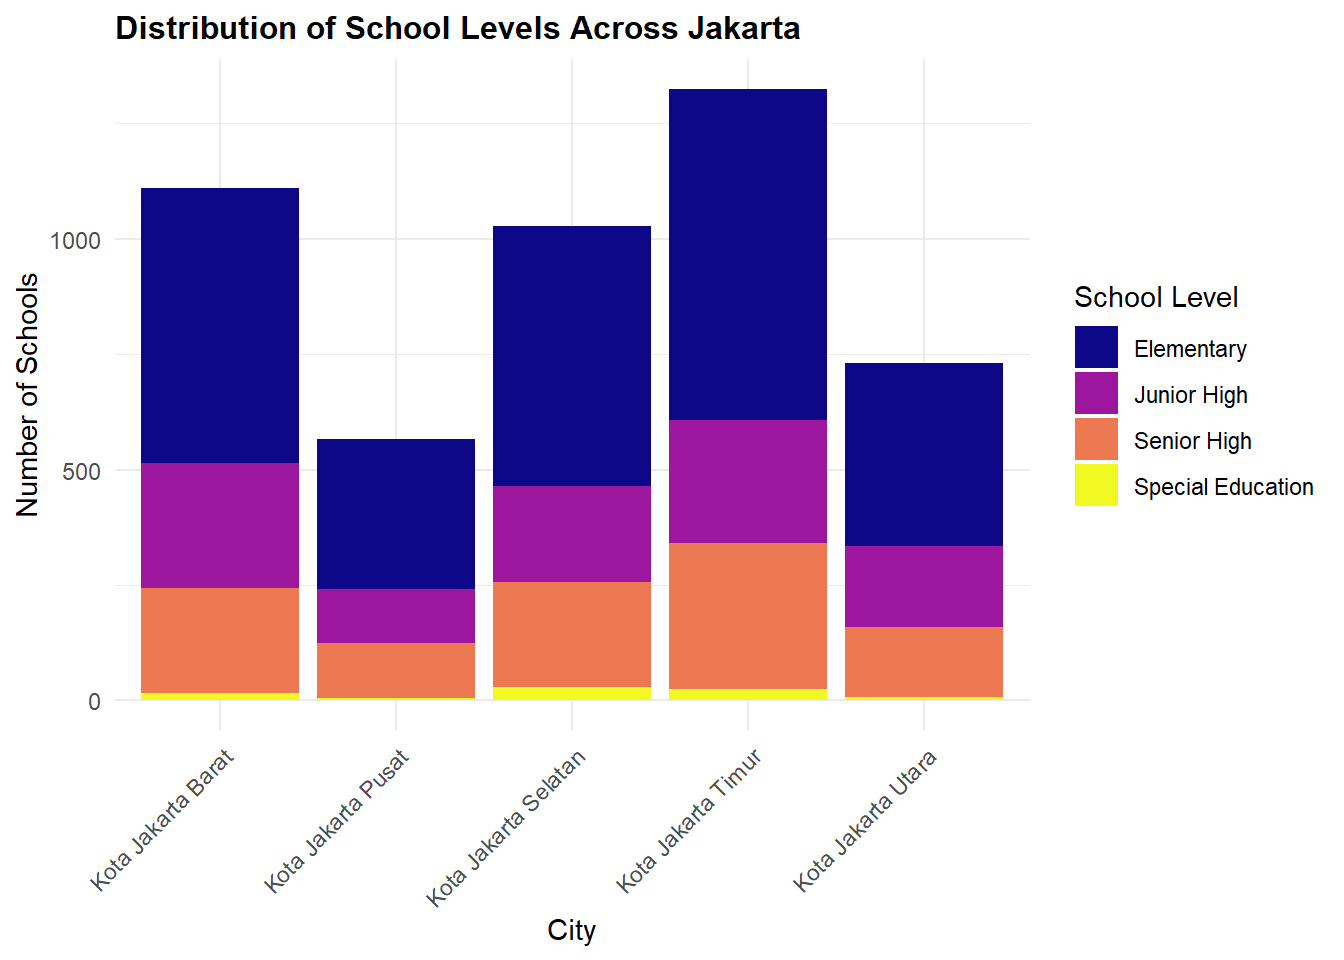 Distribution of School Levels Across Jakarta
Number of Schools
1000
500
0
Kota Jakarta Barat
Kota Jakarta Pusat
Kota Jakarta Selatan
Kota Jakarta Timur
Kota Jakarta Utara
City
School Level
Elementary
Junior High
Senior High
Special Education